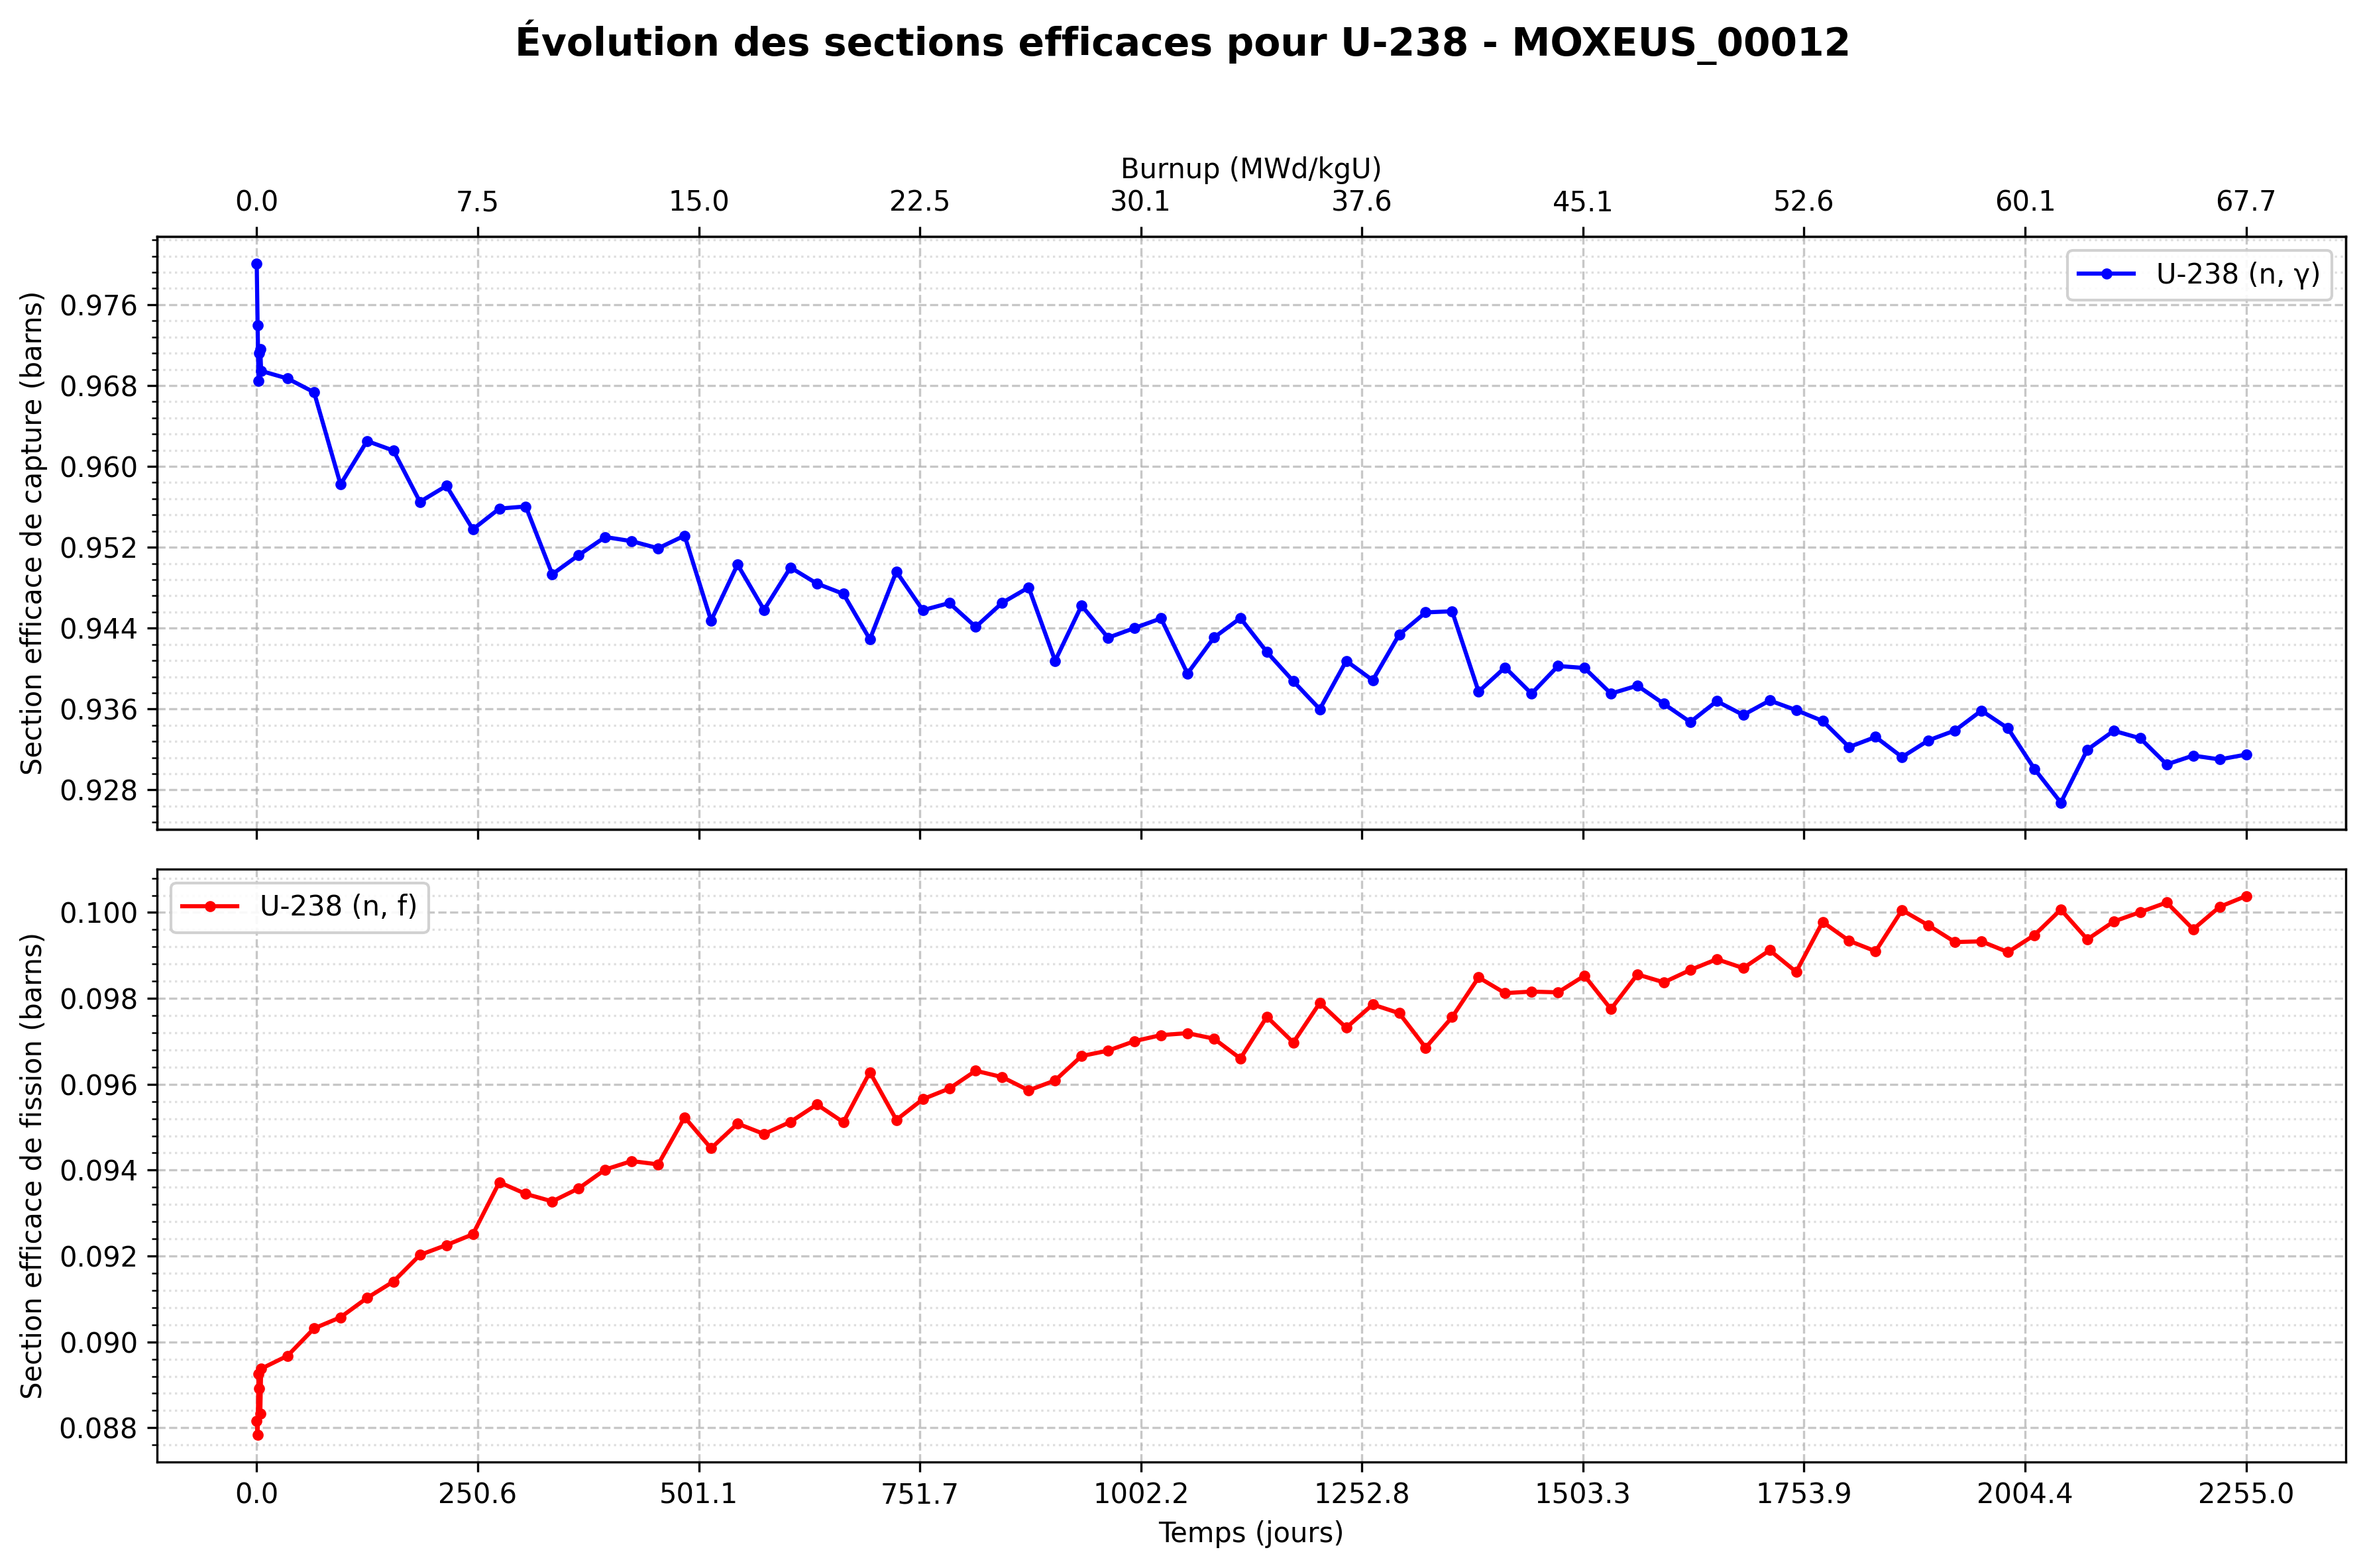 Évolution des sections efficaces pour U-238 - MOXEUS_00012
Burnup (MWd/kgU)
0.0 7.5 15.0 22.5 30.1 37.6 45.1 52.6 60.1 67.7
Section efficace de capture (barns)
0.976
0.968
0.960
0.952
0.944
0.936
0.928
U-238 (n, γ)
Section efficace de fission (barns)
0.100
0.098
0.096
0.094
0.092
0.090
0.088
U-238 (n, f)
0.0 250.6 501.1 751.7 1002.2 1252.8 1503.3 1753.9 2004.4 2255.0
Temps (jours)